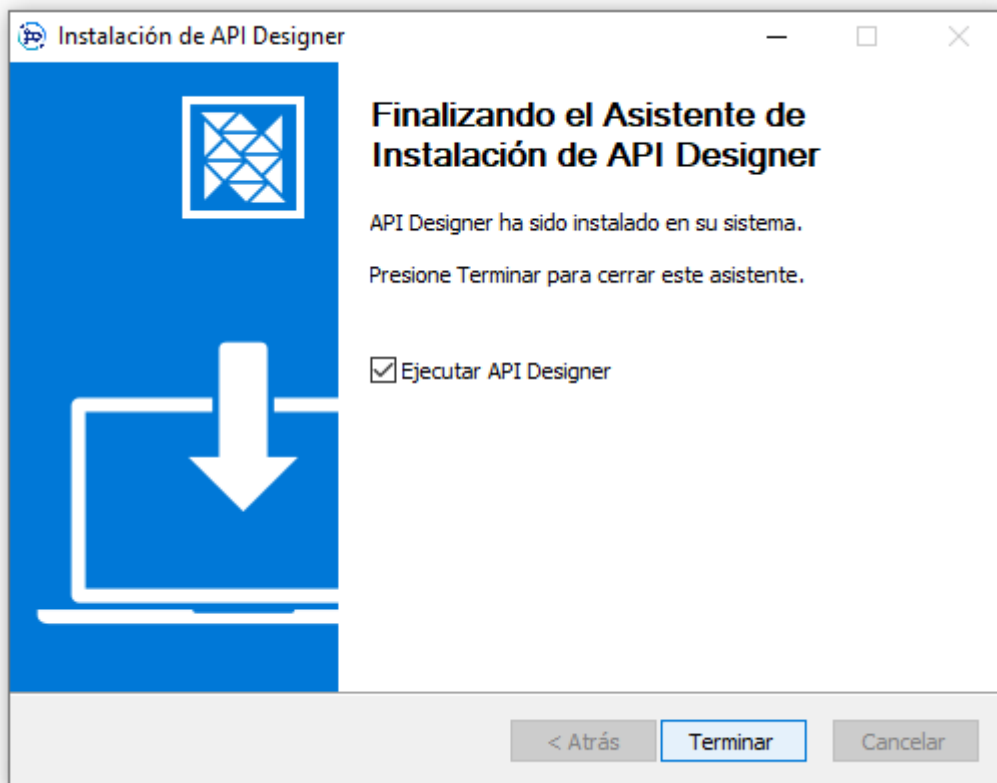 Instalación de API Designer
Finalizando el Asistente de
Instalación de API Designer
API Designer ha sido instalado en su sistema.
Presione Terminar para cerrar este asistente.
Ejecutar API Designer
< Atrás
Terminar
Cancelar